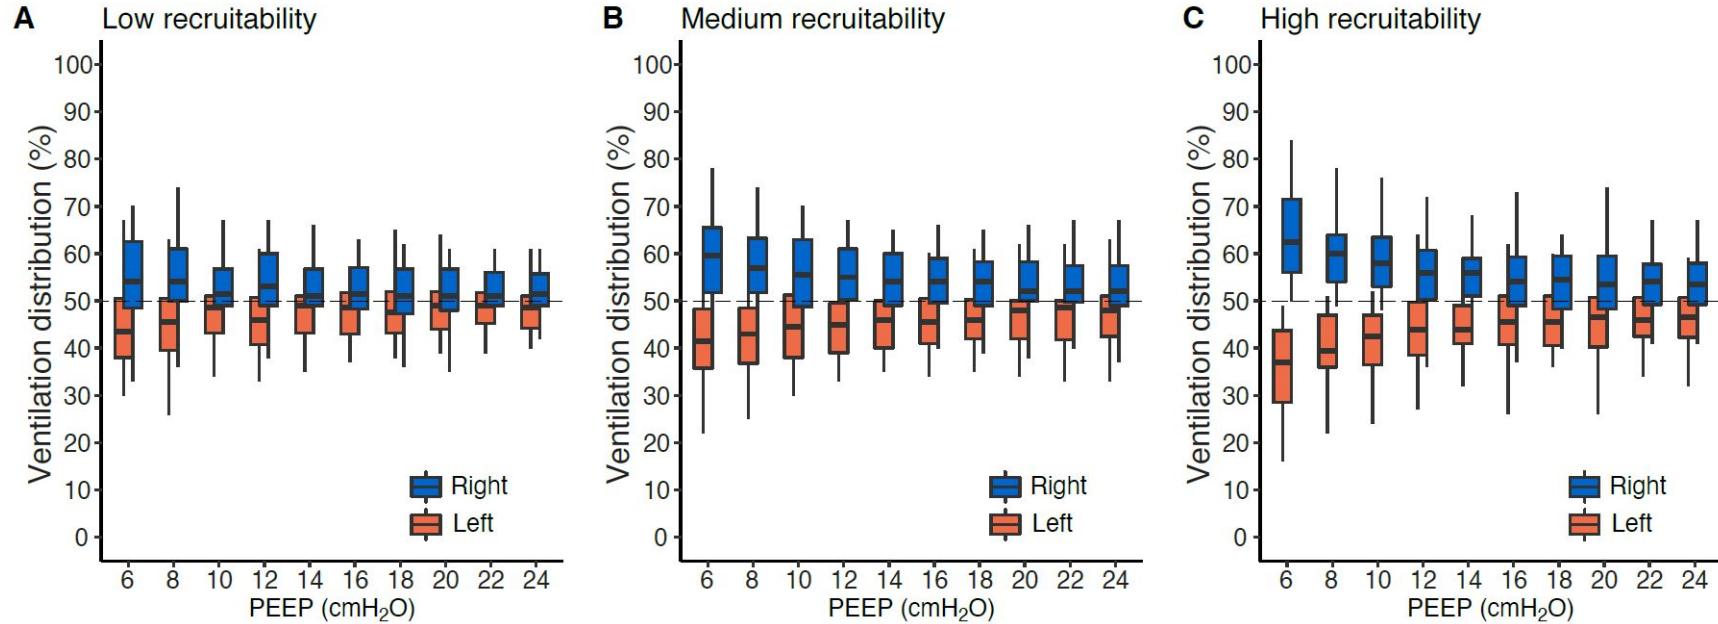 A Low recruitability
Ventilation distribution (%)
100
90
80
70
60
50
40
30
20
10
0
Right
Left
6 8 10 12 14 16 18 20 22 24
PEEP (cmH₂O)
B Medium recruitability
Ventilation distribution (%)
100
90
80
70
60
50
40
30
20
10
0
Right
Left
6 8 10 12 14 16 18 20 22 24
PEEP (cmH₂O)
C High recruitability
Ventilation distribution (%)
100
90
80
70
60
50
40
30
20
10
0
Right
Left
6 8 10 12 14 16 18 20 22 24
PEEP (cmH₂O)